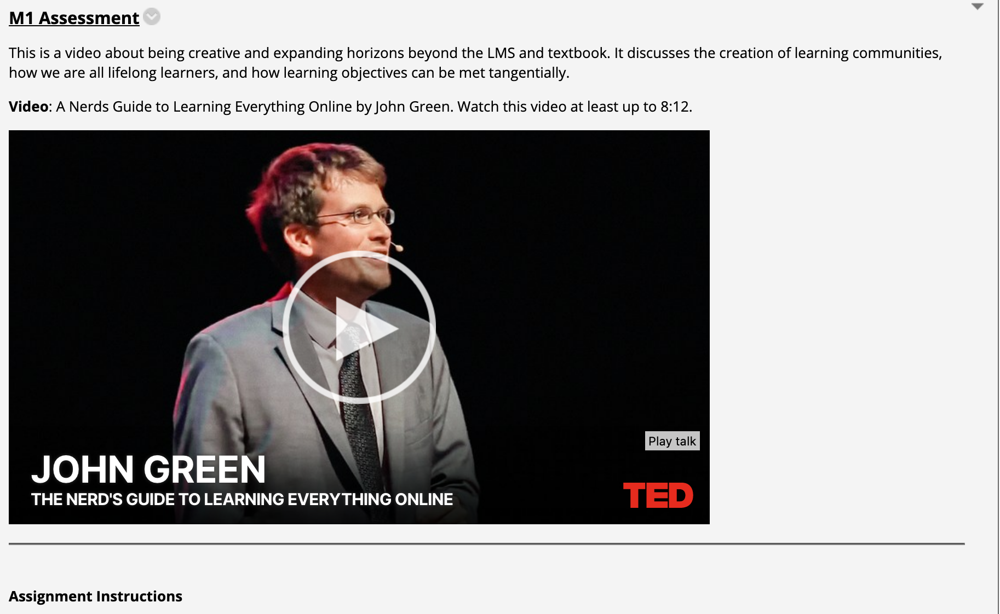 M1 Assessment
This is a video about being creative and expanding horizons beyond the LMS and textbook. It discusses the creation of learning communities,
how we are all lifelong learners, and how learning objectives can be met tangentially.
Video: A Nerds Guide to Learning Everything Online by John Green. Watch this video at least up to 8:12.
Play talk
JOHN GREEN
THE NERD'S GUIDE TO LEARNING EVERYTHING ONLINE
TED
Assignment Instructions